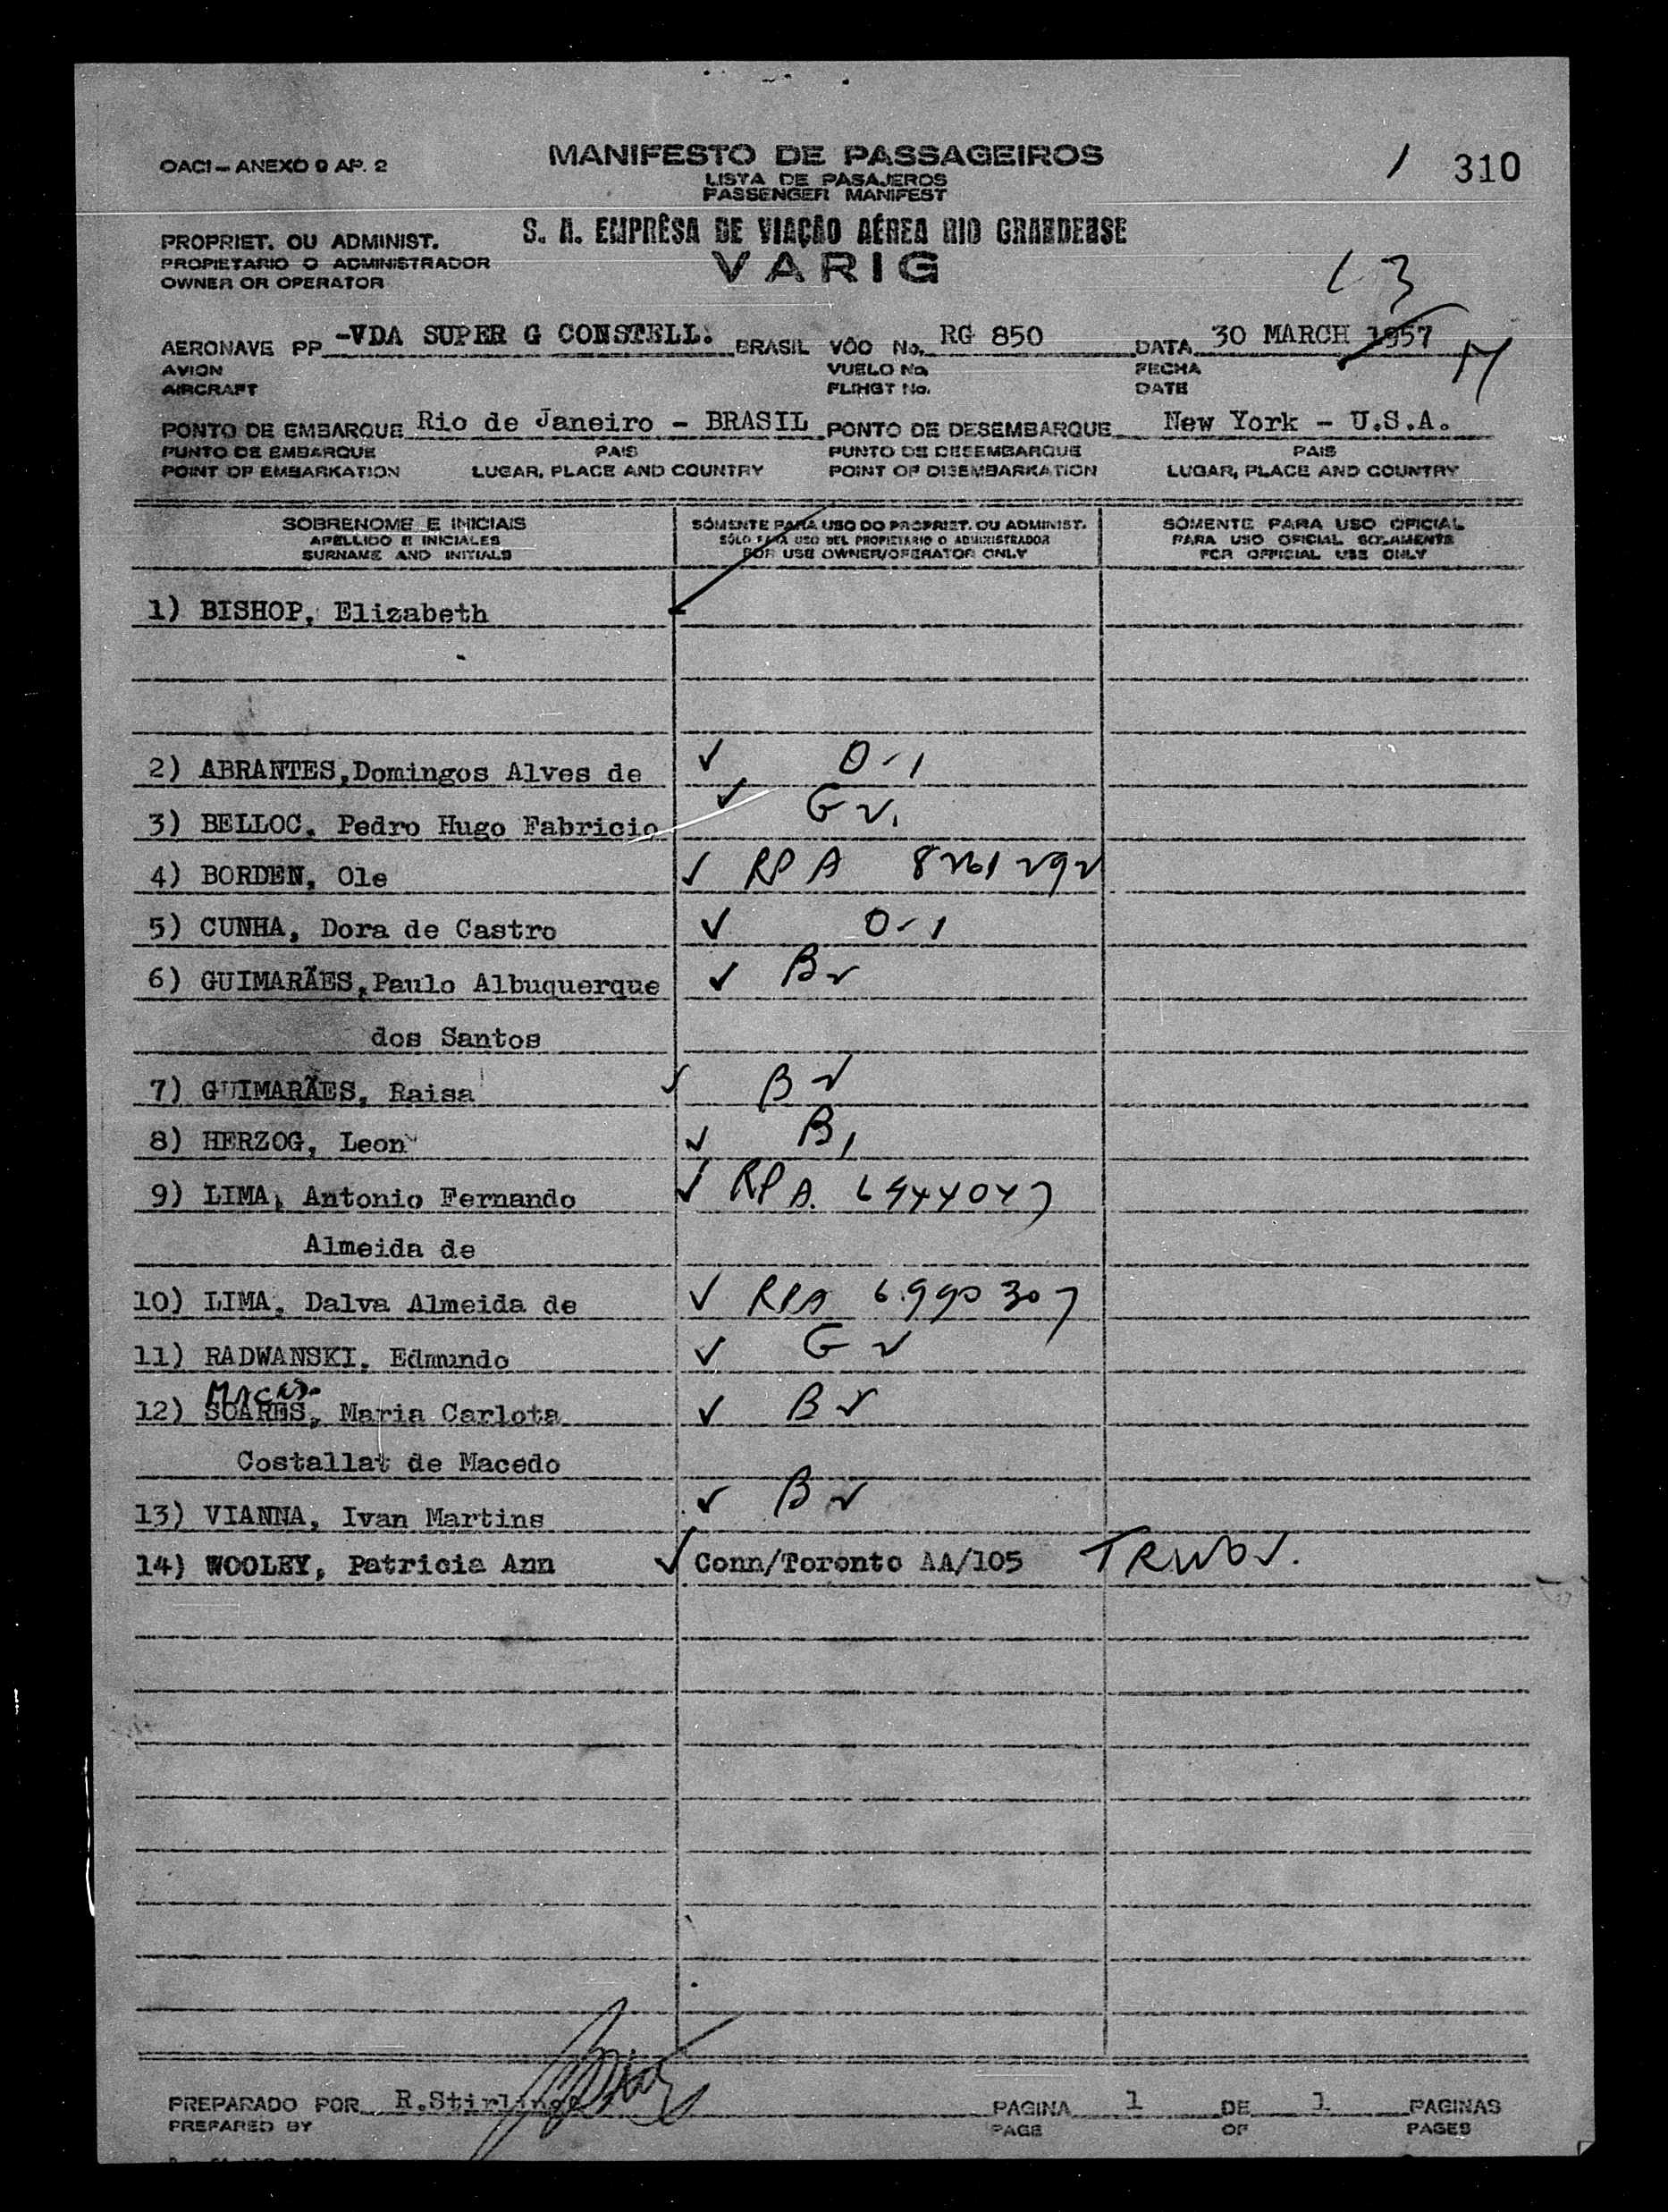 OACI — ANEXO 9 AP. 2
MANIFESTO DE PASSAGEIROS
LISTA DE PASAJEROS
PASSENGER MANIFEST
/ 310
S. A. EMPRÊSA DE VIAÇÃO AÉREA RIO GRANDENSE
VARIG
PROPRIET. OU ADMINIST.
PROPIETARIO O ADMINISTRADOR
OWNER OR OPERATOR
AERONAVE PP -VDA SUPER G CONSTELL. BRASIL VÔO No. RG 850 DATA 30 MARCH 1957
AVION VUELO No. FECHA
AIRCRAFT FLIHGT No. DATE
PONTO DE EMBARQUE Rio de Janeiro - BRASIL PONTO DE DESEMBARQUE New York - U.S.A.
PUNTO DE EMBARQUE PAIS PUNTO DE DESEMBARQUE PAIS
POINT OF EMBARKATION LUGAR, PLACE AND COUNTRY POINT OF DISEMBARKATION LUGAR, PLACE AND COUNTRY
SOBRENOME E INICIAIS SÓMENTE PARA USO DO PROPRIET. OU ADMINIST. SÓMENTE PARA USO OFICIAL
APELLIDO E INICIALES SÓLO PARA USO DEL PROPIETARIO O ADMINISTRADOR PARA USO OFICIAL SOLAMENTE
SURNAME AND INITIALS FOR USE OWNER/OPERATOR ONLY FOR OFFICIAL USE ONLY
1) BISHOP, Elizabeth
2) ABRANTES, Domingos Alves de ✓ 0-1
3) BELLOC, Pedro Hugo Fabricio ✓ G
4) BORDEN, Ole ✓ RPA
5) CUNHA, Dora de Castro ✓ 0-1
6) GUIMARÃES, Paulo Albuquerque ✓ B
dos Santos
7) GUIMARÃES, Raisa ✓ B
8) HERZOG, Leon ✓ B
9) LIMA, Antonio Fernando ✓ RPA.
Almeida de
10) LIMA, Dalva Almeida de ✓ RPA
11) RADWANSKI, Edmundo ✓ G
12) SOARES, Maria Carlota ✓ B
Costallat de Macedo
13) VIANNA, Ivan Martins ✓ B
14) WOOLEY, Patricia Ann ✓ Conn/Toronto AA/105
PREPARADO POR R.Stirling PAGINA 1 DE 1 PAGINAS
PREPARED BY PAGE OF PAGES